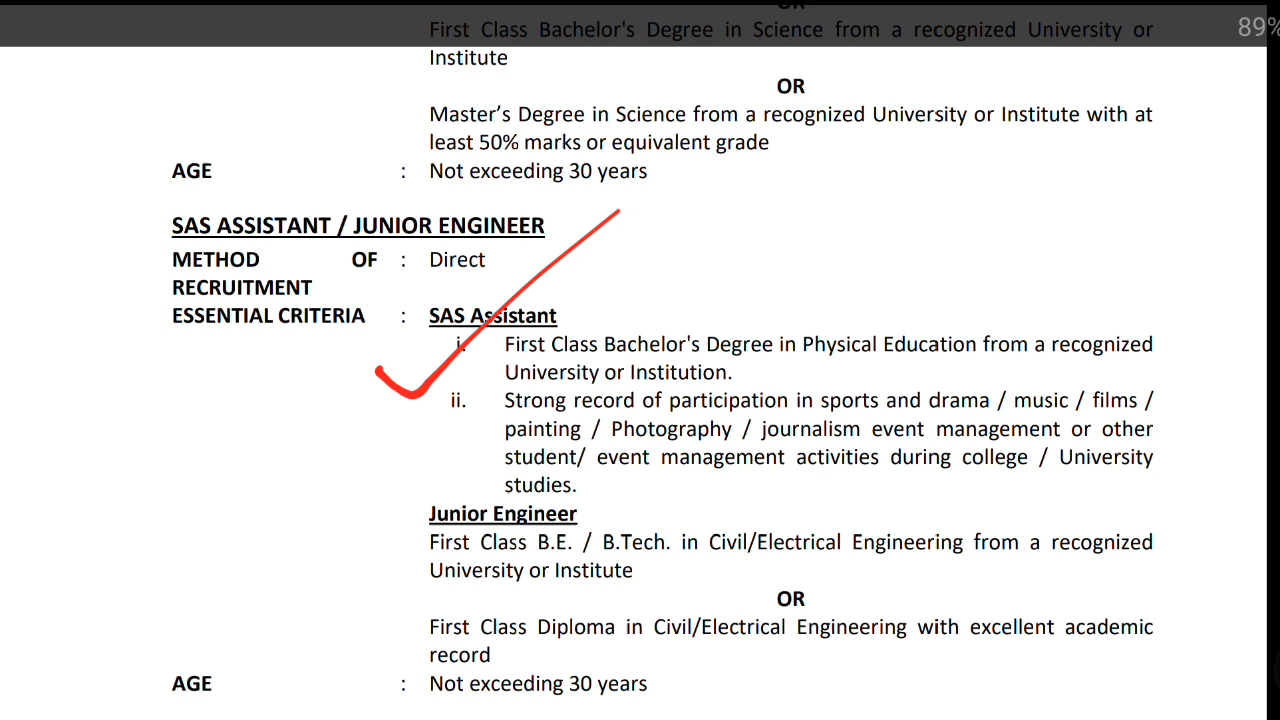 OR
First Class Bachelor's Degree in Science from a recognized University or
89%
Institute
OR
Master’s Degree in Science from a recognized University or Institute with at
least 50% marks or equivalent grade
AGE : Not exceeding 30 years
SAS ASSISTANT / JUNIOR ENGINEER
METHOD OF : Direct
RECRUITMENT
ESSENTIAL CRITERIA : SAS Assistant
i. First Class Bachelor's Degree in Physical Education from a recognized
University or Institution.
ii. Strong record of participation in sports and drama / music / films /
painting / Photography / journalism event management or other
student/ event management activities during college / University
studies.
Junior Engineer
First Class B.E. / B.Tech. in Civil/Electrical Engineering from a recognized
University or Institute
OR
First Class Diploma in Civil/Electrical Engineering with excellent academic
record
AGE : Not exceeding 30 years